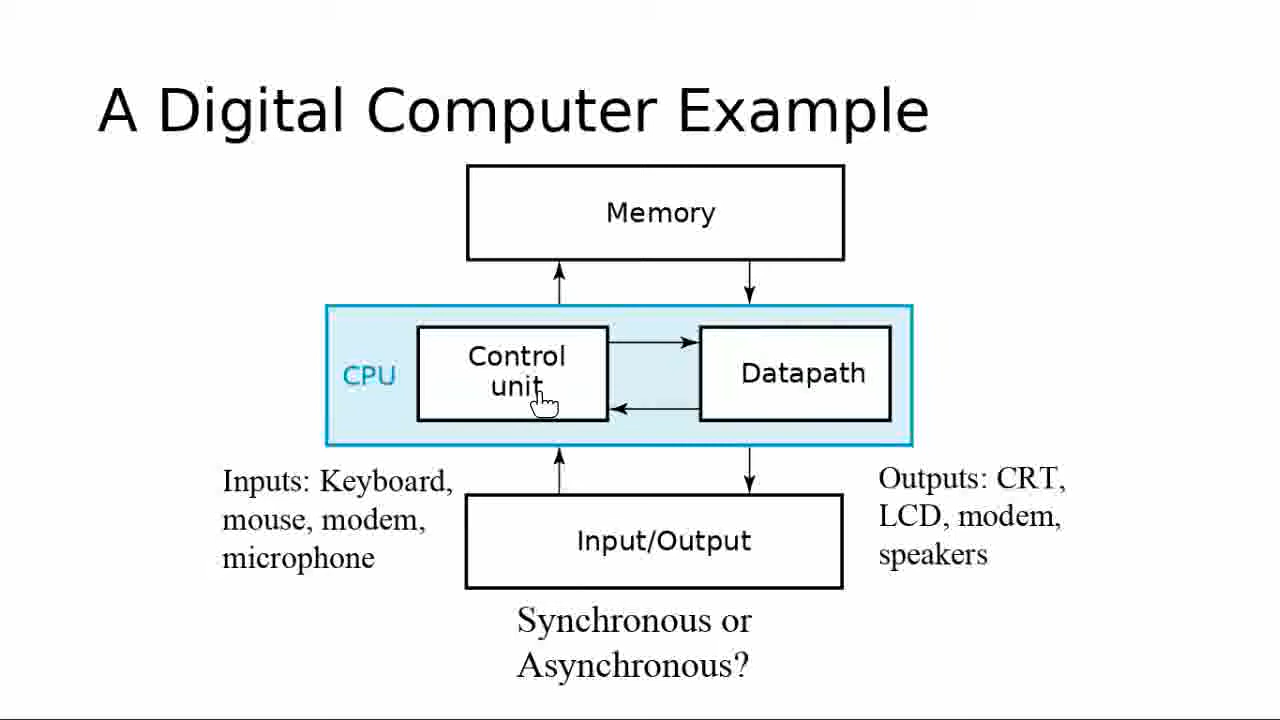 A Digital Computer Example
Memory
CPU
Control
unit
Datapath
Inputs: Keyboard,
mouse, modem,
microphone
Input/Output
Outputs: CRT,
LCD, modem,
speakers
Synchronous or
Asynchronous?